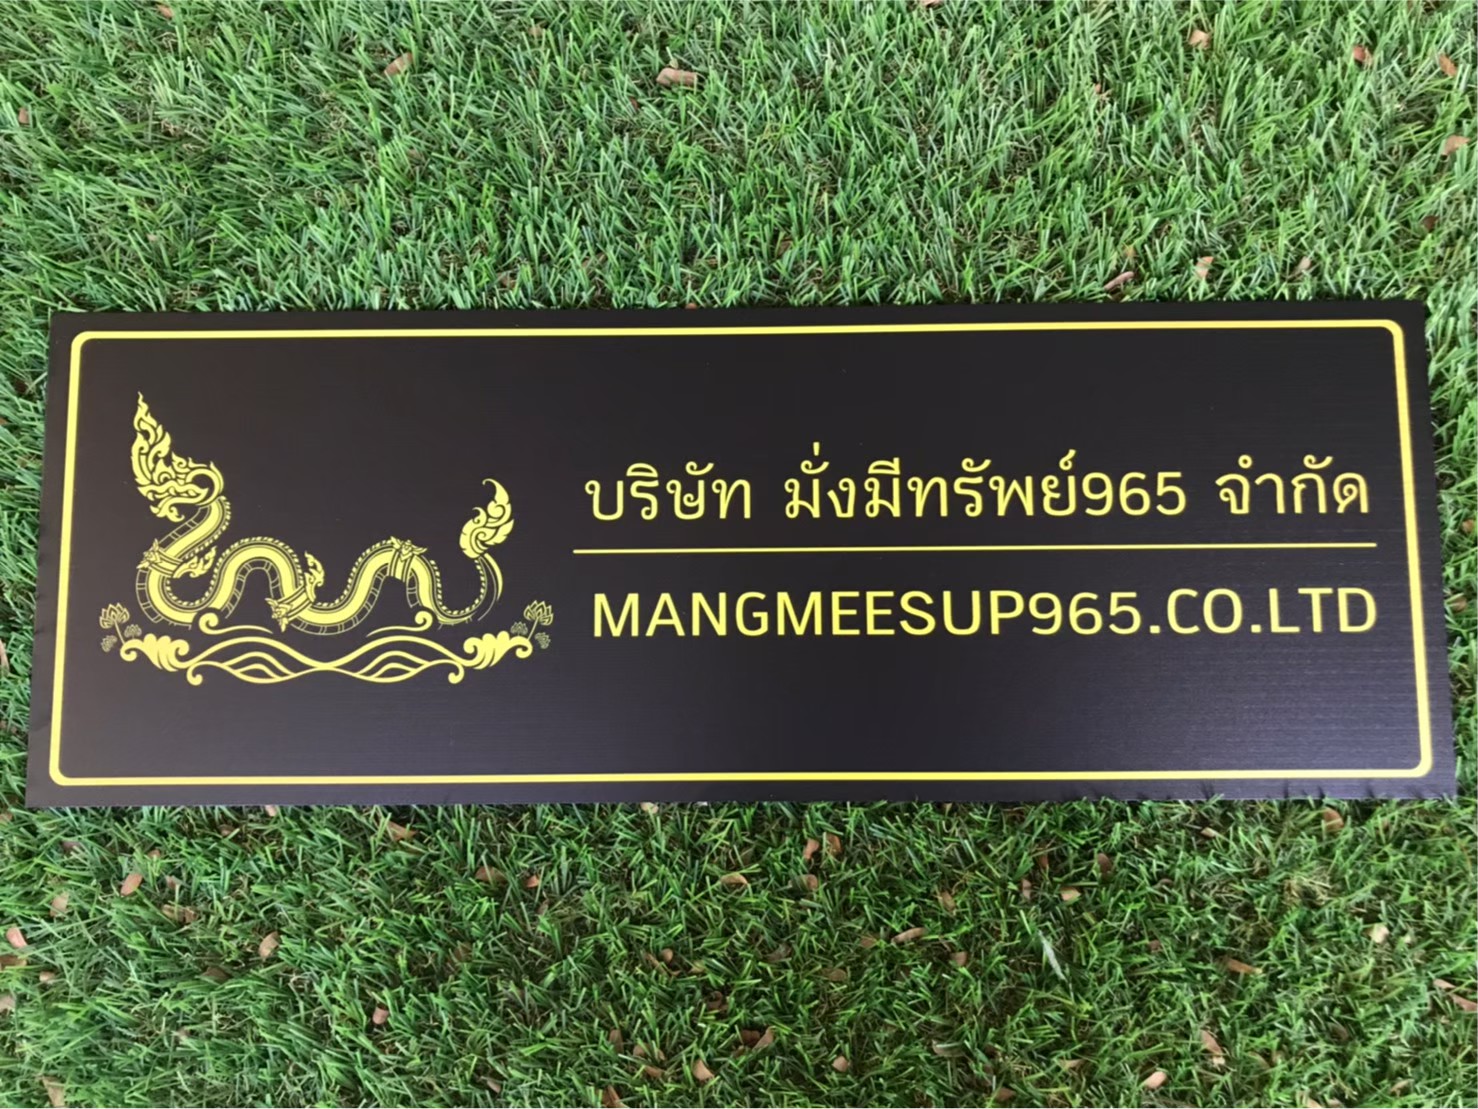 บริษัท มั่งมีทรัพย์965 จำกัด
MANGMEESUP965.CO.LTD